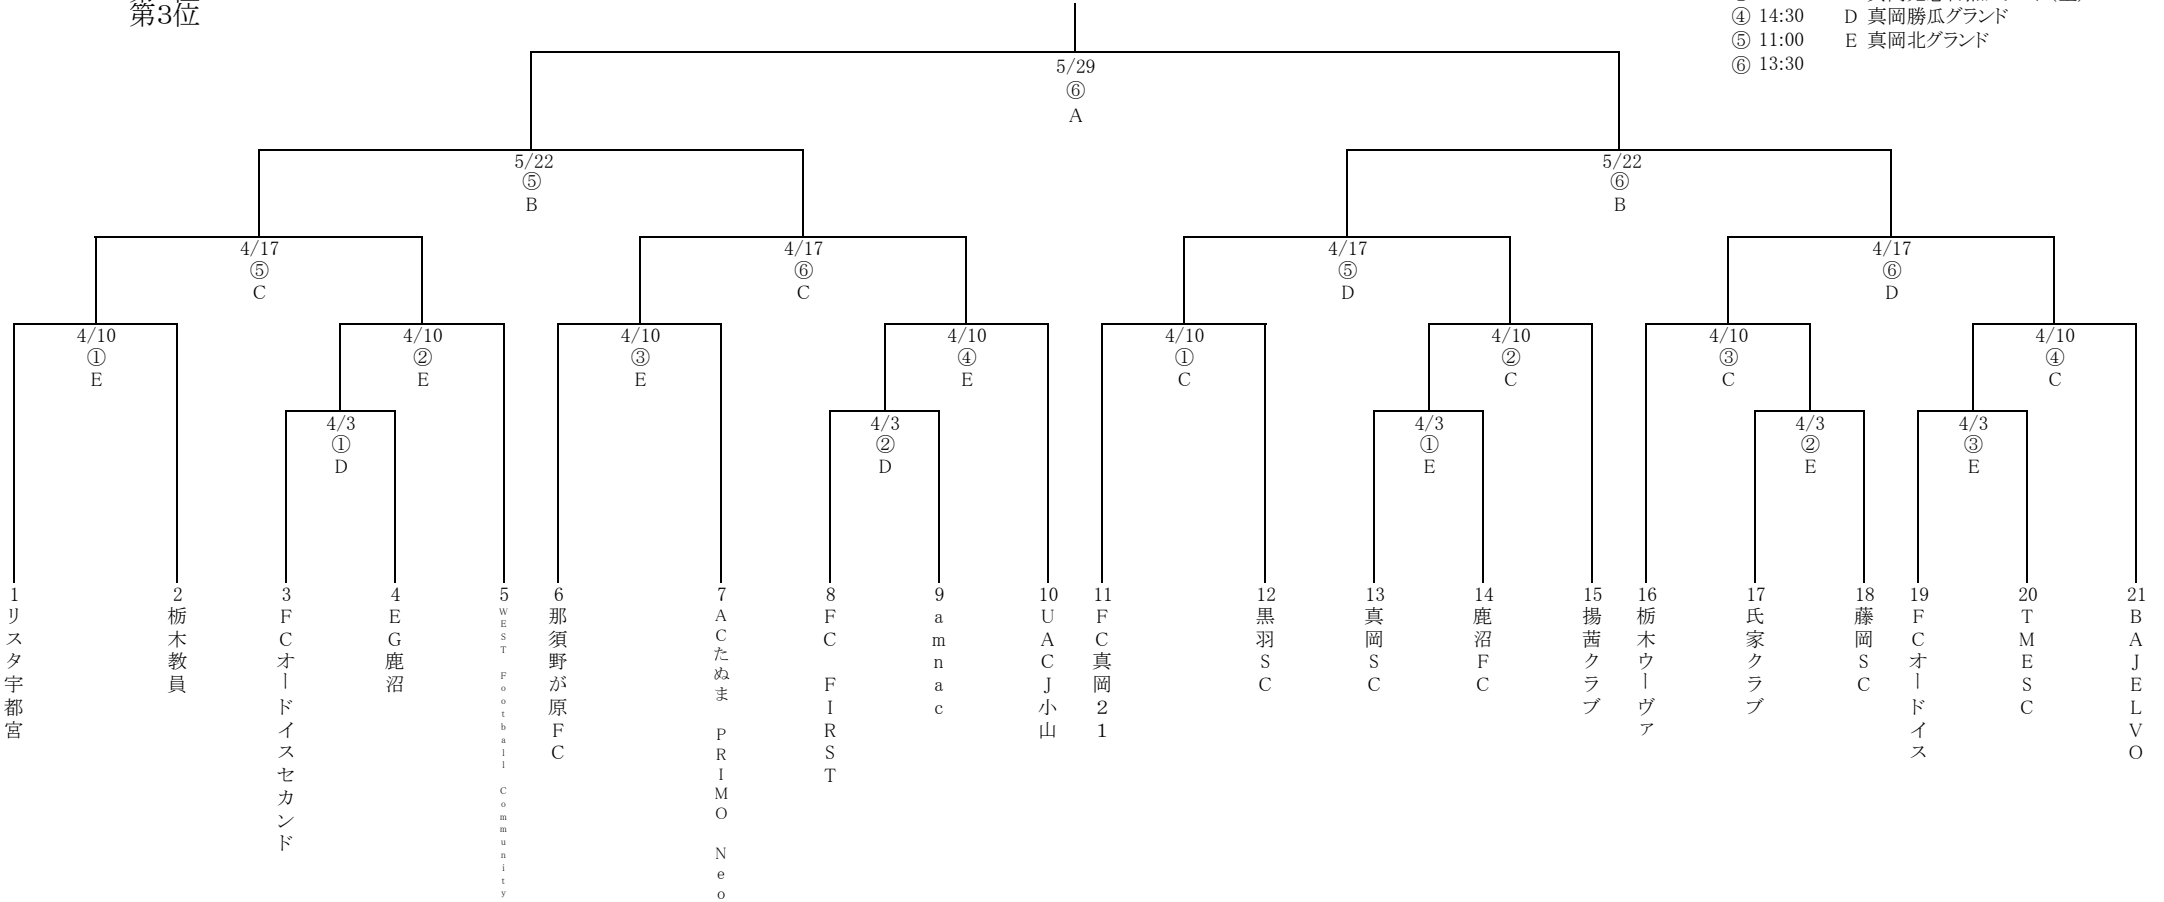 第3位
④ 14:30 D 真岡勝瓜グランド
⑤ 11:00 E 真岡北グランド
⑥ 13:30
5/29
⑥
A
5/22
⑤
B
5/22
⑥
B
4/17
⑤
C
4/17
⑥
C
4/17
⑤
D
4/17
⑥
D
4/10
①
E
4/10
②
E
4/10
③
E
4/10
④
E
4/10
①
C
4/10
②
C
4/10
③
C
4/10
④
C
4/3
①
D
4/3
②
D
4/3
①
E
4/3
②
E
4/3
③
E
1
リスタ宇都宮
2
栃木教員
3
FCオードイスセカンド
4
EG鹿沼
5
WEST Football Community
6
那須野が原FC
7
ACたぬま PRIMO Neo
8
FC FIRST
9
amnac
10
UACJ小山
11
FC真岡21
12
黒羽SC
13
真岡SC
14
鹿沼FC
15
揚茜クラブ
16
栃木ウーヴァ
17
氏家クラブ
18
藤岡SC
19
FCオードイス
20
TMESC
21
BAJELVO